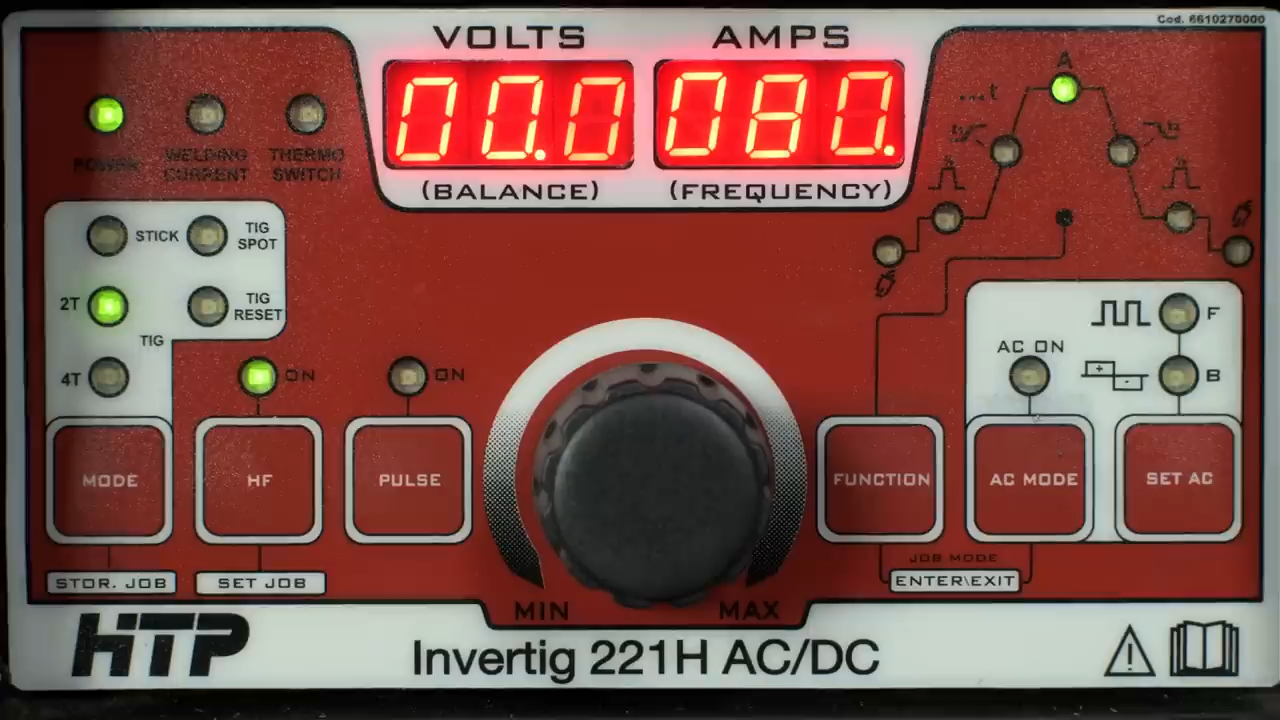 Cod. 6610270000
VOLTS AMPS
00.0 080.
(BALANCE) (FREQUENCY)
A
...t
POWER WELDING CURRENT THERMO SWITCH
STICK TIG SPOT
2T TIG RESET
TIG
4T
ON ON
AC ON F
B
MODE HF PULSE FUNCTION AC MODE SET AC
JOB MODE
STOR. JOB SET JOB ENTER\EXIT
MIN MAX
HTP Invertig 221H AC/DC